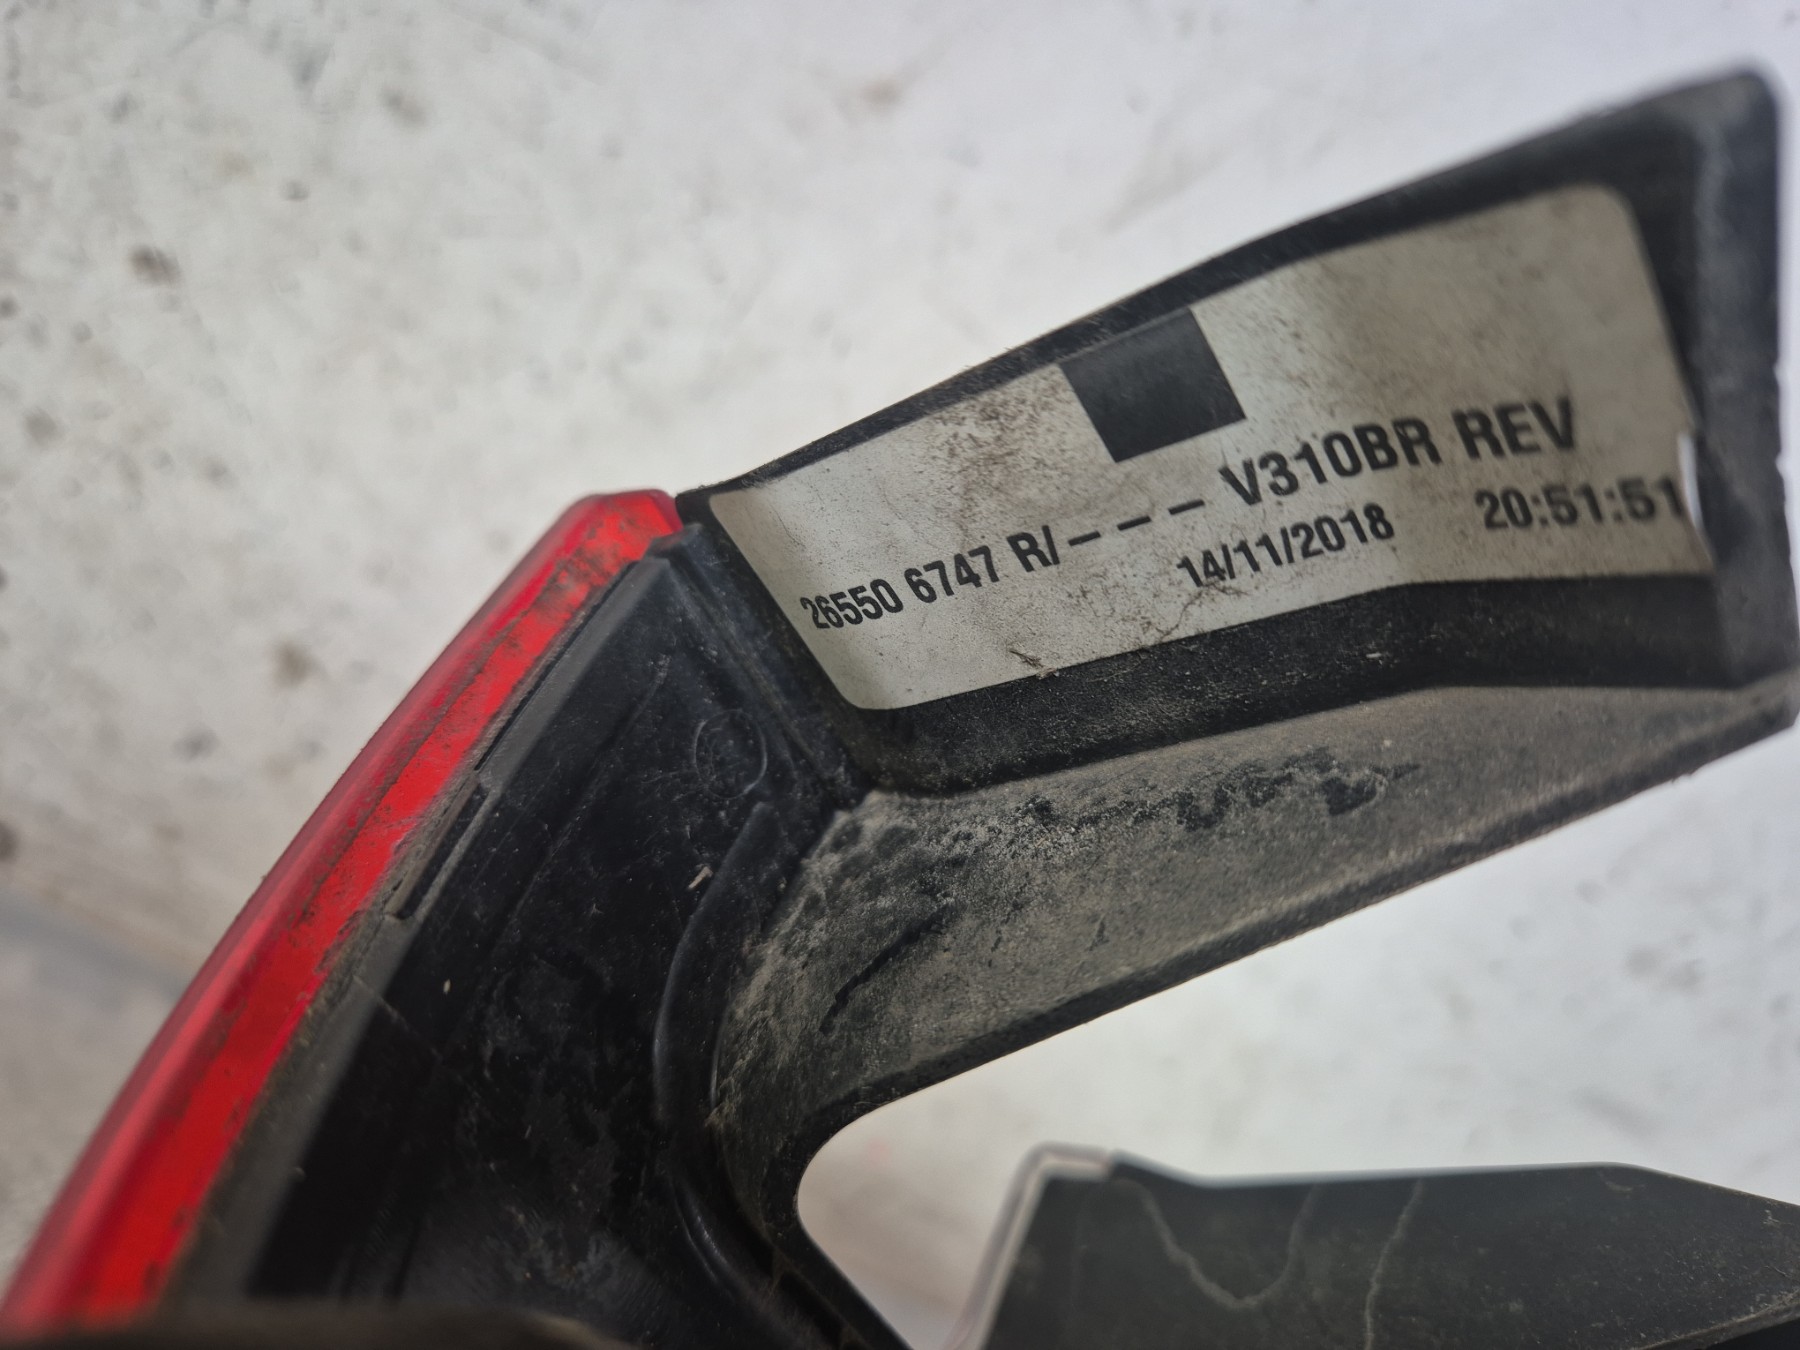 26550 6747 R/- - - V310BR REV
14/11/2018 20:51:51